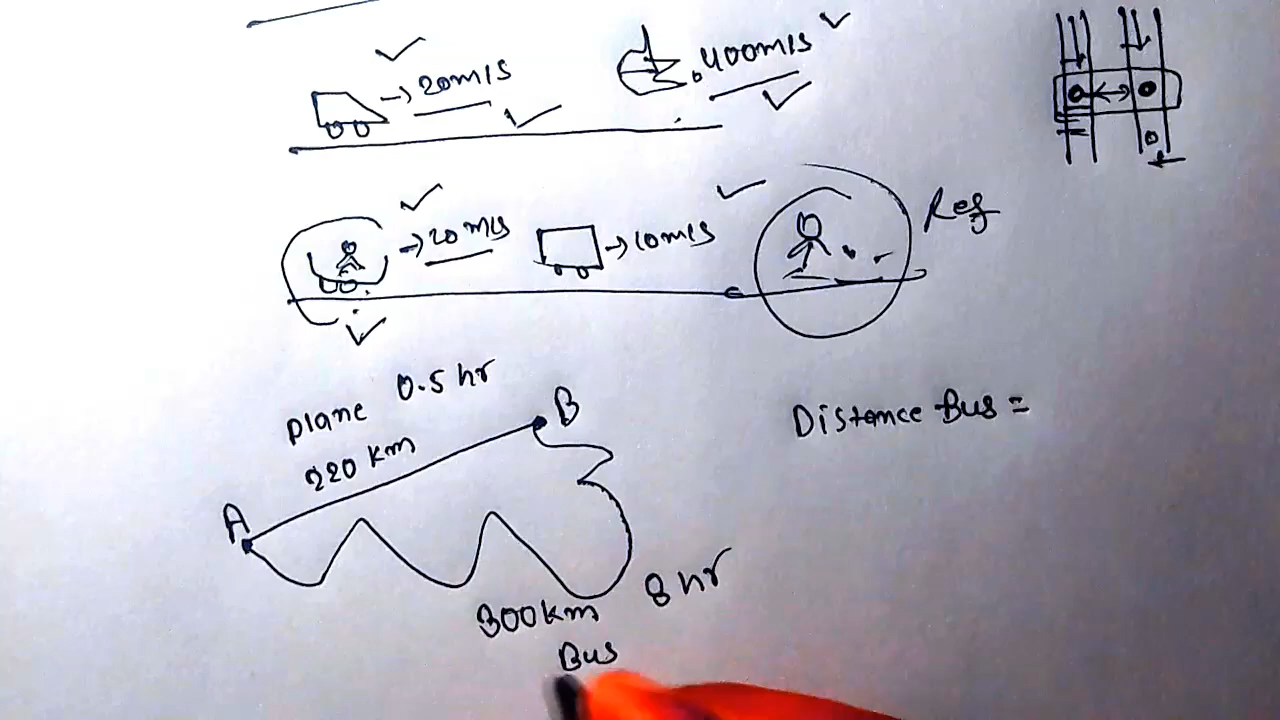 →20m/s
400m/s
→20m/s
→10m/s
Ref
plane 0.5 hr
220 km
A
B
Distance Bus =
300km
8 hr
Bus